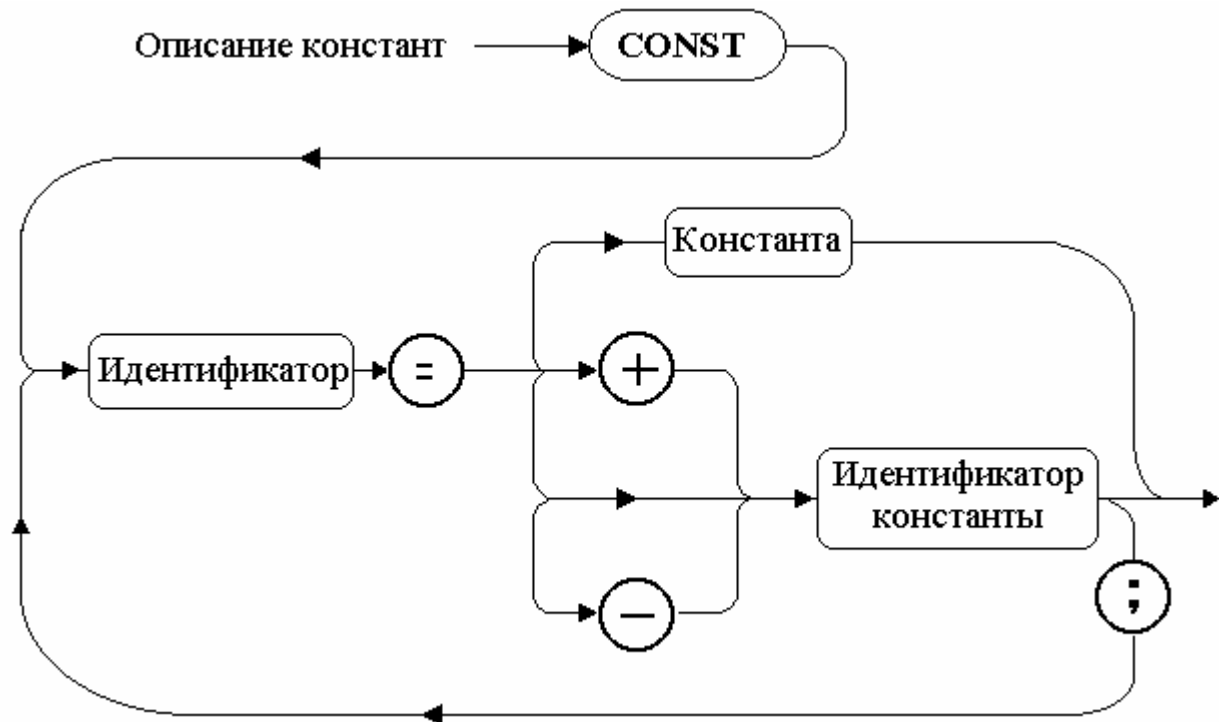 Описание констант
CONST
Константа
Идентификатор
=
+
Идентификатор
константы
−
;